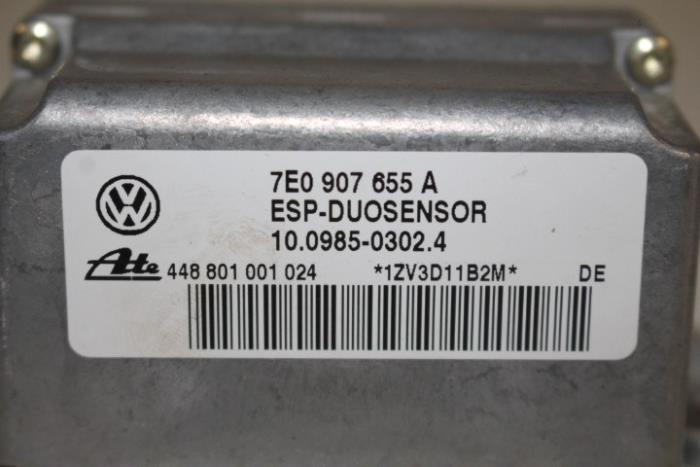 7E0 907 655 A
ESP-DUOSENSOR
10.0985-0302.4
Ate 448 801 001 024 *1ZV3D11B2M* DE